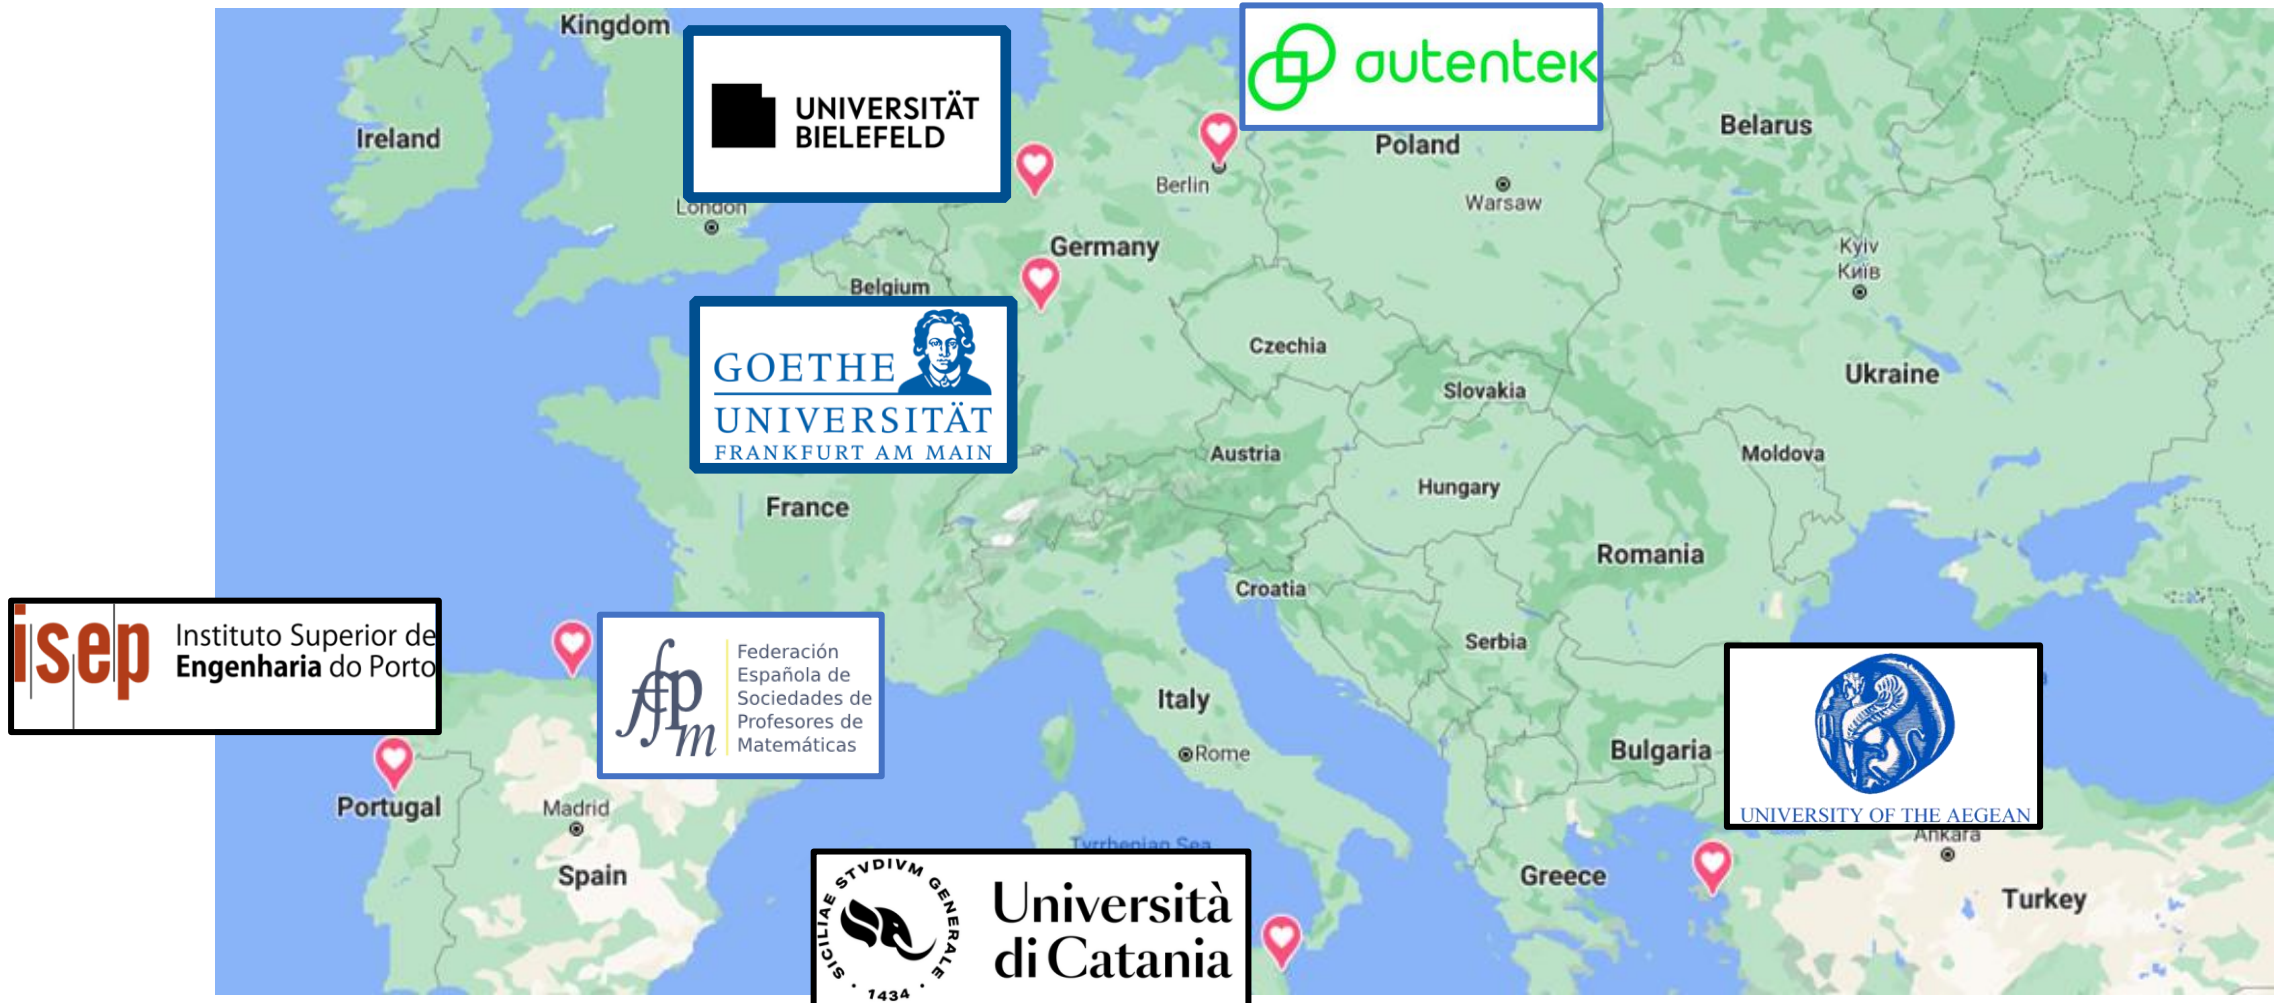 Kingdom
Ireland
London
UNIVERSITÄT
BIELEFELD
autentek
Berlin
Poland
Warsaw
Belarus
Germany
Belgium
Kyiv
Київ
GOETHE
UNIVERSITÄT
FRANKFURT AM MAIN
Czechia
Slovakia
Ukraine
Austria
Hungary
Moldova
France
Romania
Croatia
Serbia
isep
Instituto Superior de
Engenharia do Porto
ffpm
Federación
Española de
Sociedades de
Profesores de
Matemáticas
Italy
Rome
Bulgaria
UNIVERSITY OF THE AEGEAN
Ankara
Portugal
Madrid
Spain
Tyrrhenian Sea
Greece
Turkey
SICILIAE STVDIVM GENERALE
1434
Università
di Catania